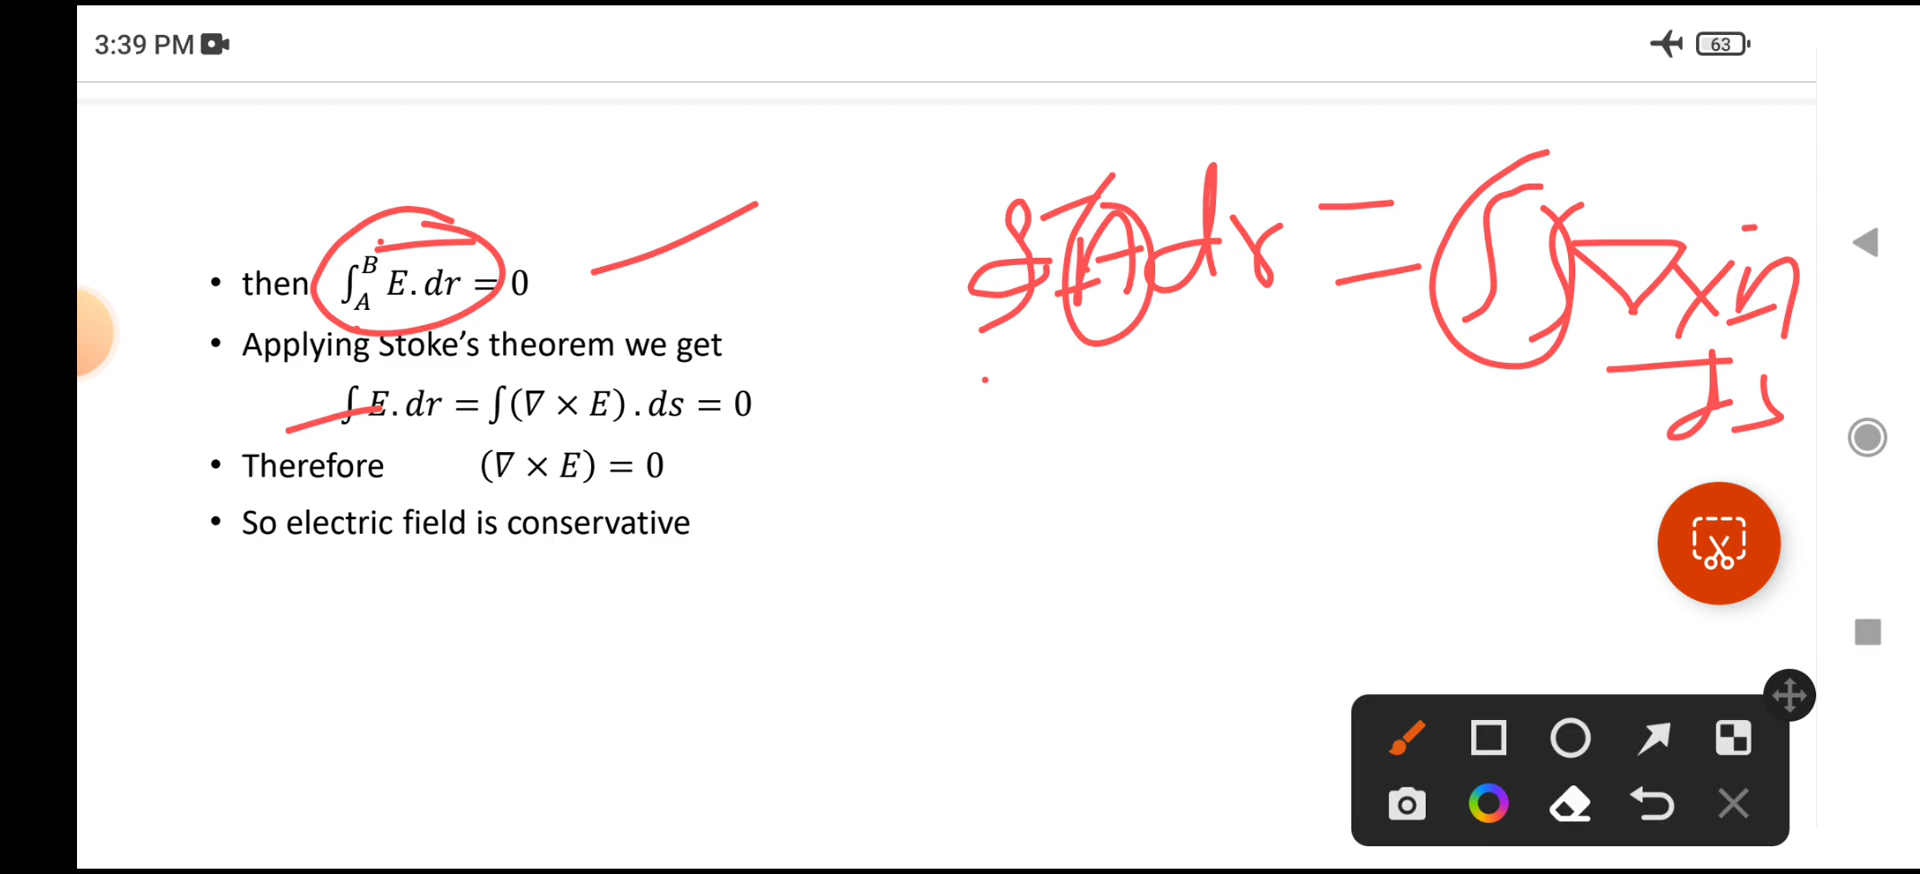 3:39 PM
63
• then ∫_A^B E.dr = 0
• Applying Stoke's theorem we get
∫ E.dr = ∫(∇ × E).ds = 0
• Therefore (∇ × E) = 0
• So electric field is conservative
dr = ∫∫ ∇ ×
ds